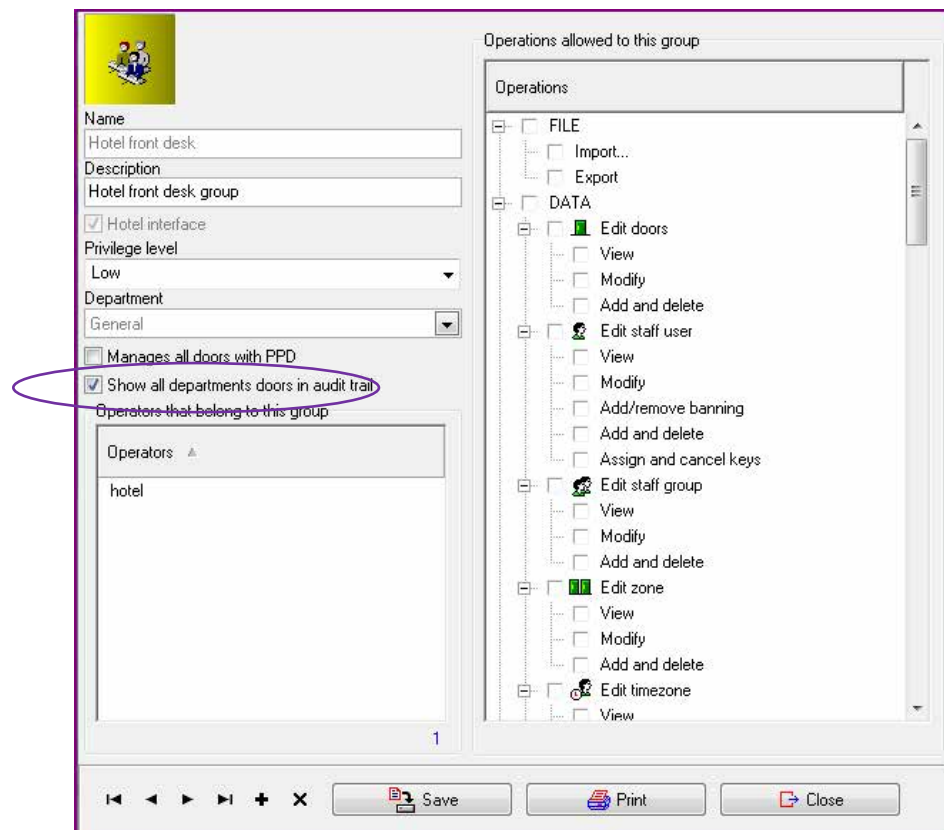 Name
Hotel front desk
Description
Hotel front desk group
Hotel interface
Privilege level
Low
Department
General
Manages all doors with PPD
Show all departments doors in audit trail
Operators that belong to this group
Operators
hotel
1
Operations allowed to this group
Operations
FILE
Import...
Export
DATA
Edit doors
View
Modify
Add and delete
Edit staff user
View
Modify
Add/remove banning
Add and delete
Assign and cancel keys
Edit staff group
View
Modify
Add and delete
Edit zone
View
Modify
Add and delete
Edit timezone
View
Save
Print
Close